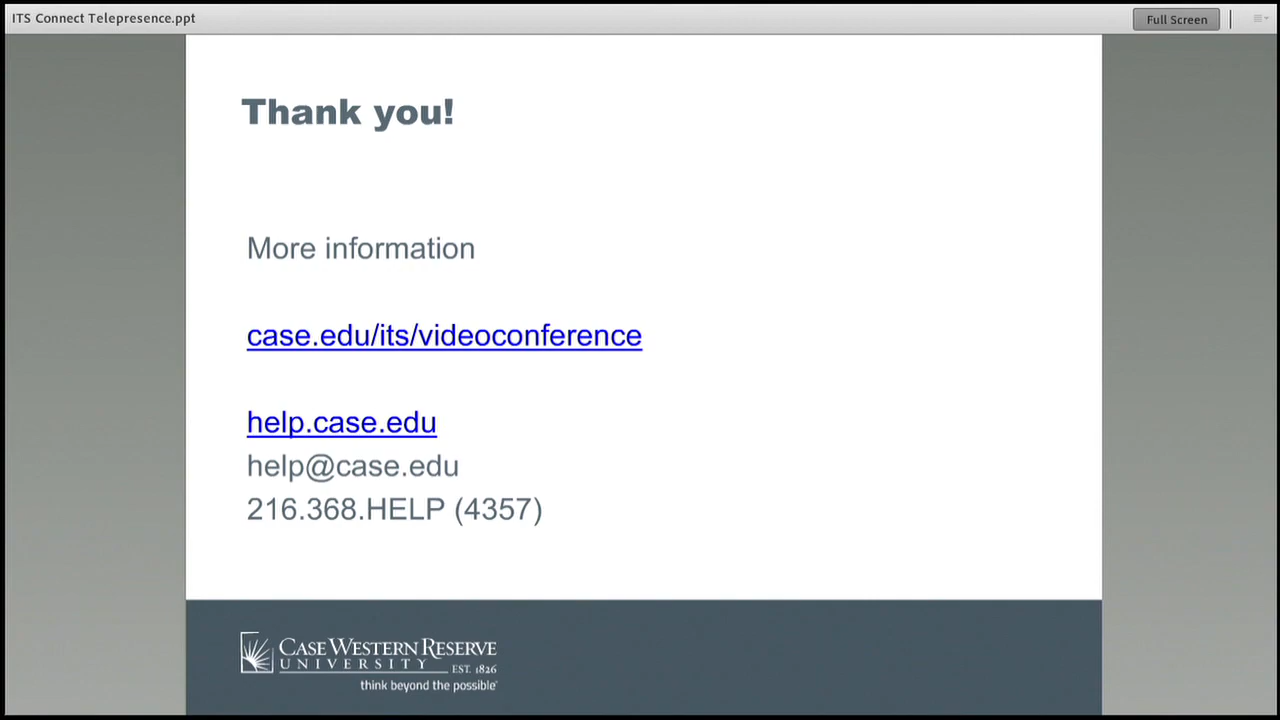 ITS Connect Telepresence.ppt
Full Screen
Thank you!
More information
case.edu/its/videoconference
help.case.edu
help@case.edu
216.368.HELP (4357)
CASE WESTERN RESERVE
UNIVERSITY EST. 1826
think beyond the possible®